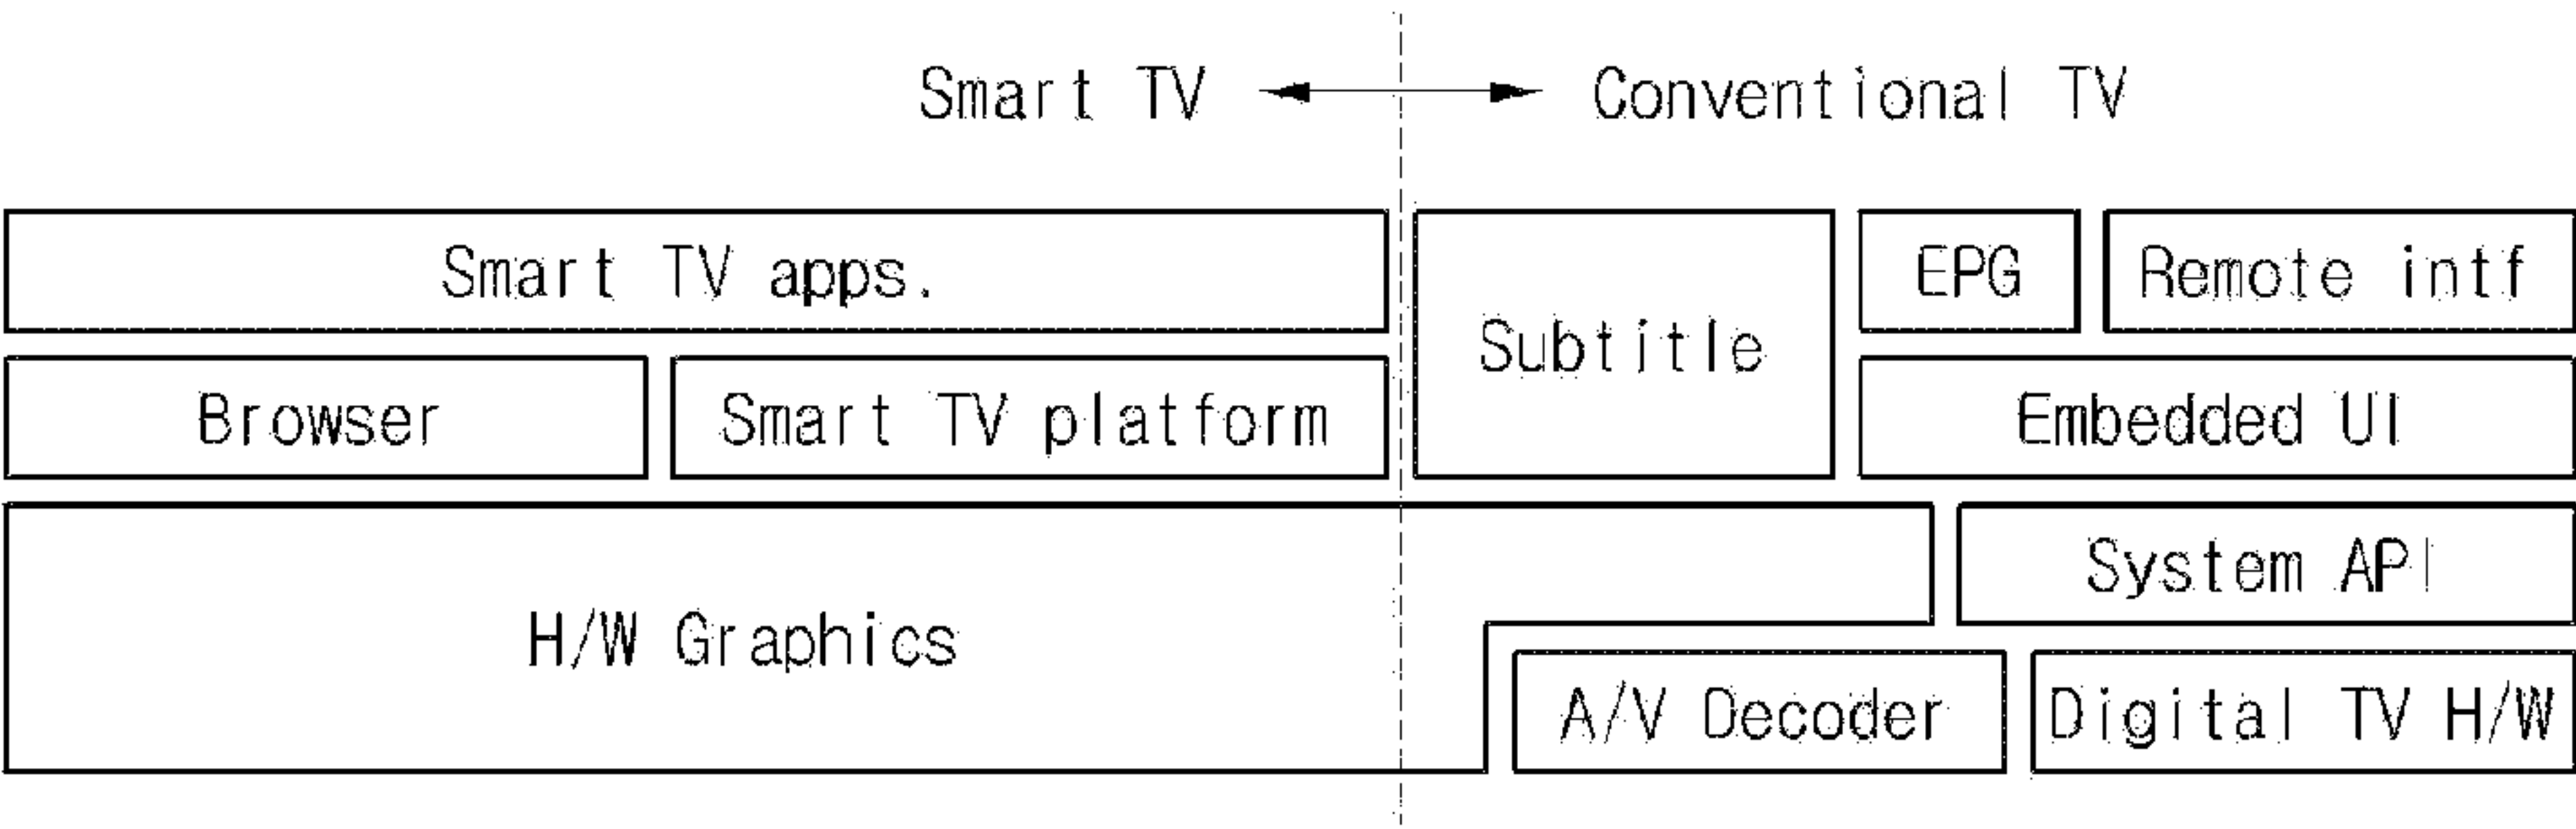 Smart TV Conventional TV
Smart TV apps.
EPG
Remote intf
Subtitle
Browser
Smart TV platform
Embedded UI
System API
H/W Graphics
A/V Decoder
Digital TV H/W